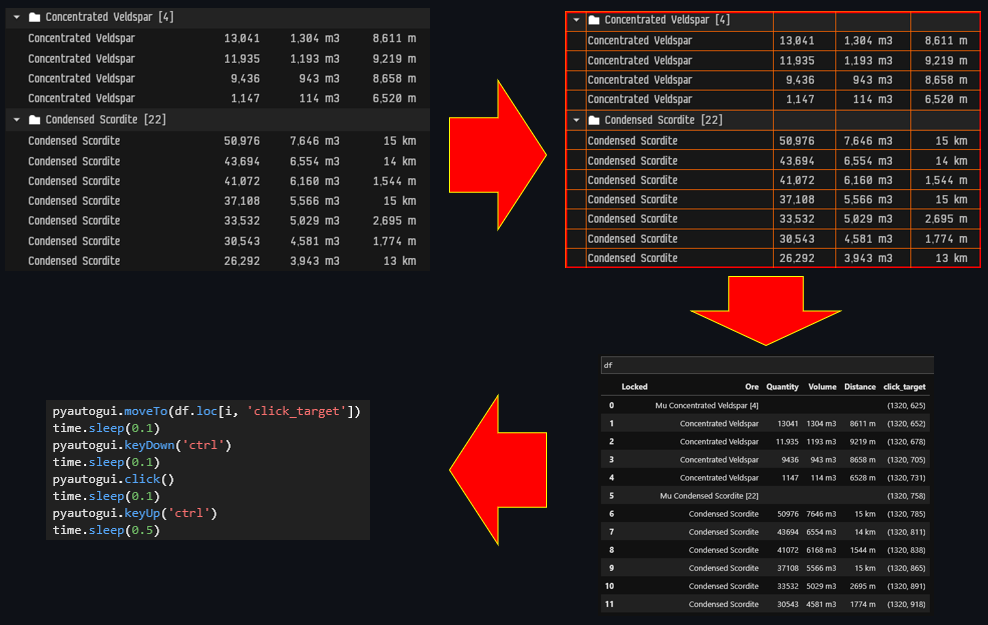 Concentrated Veldspar [4]
Concentrated Veldspar 13,041 1,304 m3 8,611 m
Concentrated Veldspar 11,935 1,193 m3 9,219 m
Concentrated Veldspar 9,436 943 m3 8,658 m
Concentrated Veldspar 1,147 114 m3 6,520 m
Condensed Scordite [22]
Condensed Scordite 50,976 7,646 m3 15 km
Condensed Scordite 43,694 6,554 m3 14 km
Condensed Scordite 41,072 6,160 m3 1,544 m
Condensed Scordite 37,108 5,566 m3 15 km
Condensed Scordite 33,532 5,029 m3 2,695 m
Condensed Scordite 30,543 4,581 m3 1,774 m
Condensed Scordite 26,292 3,943 m3 13 km
Concentrated Veldspar [4]
Concentrated Veldspar 13,041 1,304 m3 8,611 m
Concentrated Veldspar 11,935 1,193 m3 9,219 m
Concentrated Veldspar 9,436 943 m3 8,658 m
Concentrated Veldspar 1,147 114 m3 6,520 m
Condensed Scordite [22]
Condensed Scordite 50,976 7,646 m3 15 km
Condensed Scordite 43,694 6,554 m3 14 km
Condensed Scordite 41,072 6,160 m3 1,544 m
Condensed Scordite 37,108 5,566 m3 15 km
Condensed Scordite 33,532 5,029 m3 2,695 m
Condensed Scordite 30,543 4,581 m3 1,774 m
Condensed Scordite 26,292 3,943 m3 13 km
df
Locked Ore Quantity Volume Distance click_target
0 Mu Concentrated Veldspar [4] (1320, 625)
1 Concentrated Veldspar 13041 1304 m3 8611 m (1320, 652)
2 Concentrated Veldspar 11.935 1193 m3 9219 m (1320, 678)
3 Concentrated Veldspar 9436 943 m3 8658 m (1320, 705)
4 Concentrated Veldspar 1147 114 m3 6528 m (1320, 731)
5 Mu Condensed Scordite [22] (1320, 758)
6 Condensed Scordite 50976 7646 m3 15 km (1320, 785)
7 Condensed Scordite 43694 6554 m3 14 km (1320, 811)
8 Condensed Scordite 41072 6168 m3 1544 m (1320, 838)
9 Condensed Scordite 37108 5566 m3 15 km (1320, 865)
10 Condensed Scordite 33532 5029 m3 2695 m (1320, 891)
11 Condensed Scordite 30543 4581 m3 1774 m (1320, 918)
pyautogui.moveTo(df.loc[i, 'click_target'])
time.sleep(0.1)
pyautogui.keyDown('ctrl')
time.sleep(0.1)
pyautogui.click()
time.sleep(0.1)
pyautogui.keyUp('ctrl')
time.sleep(0.5)